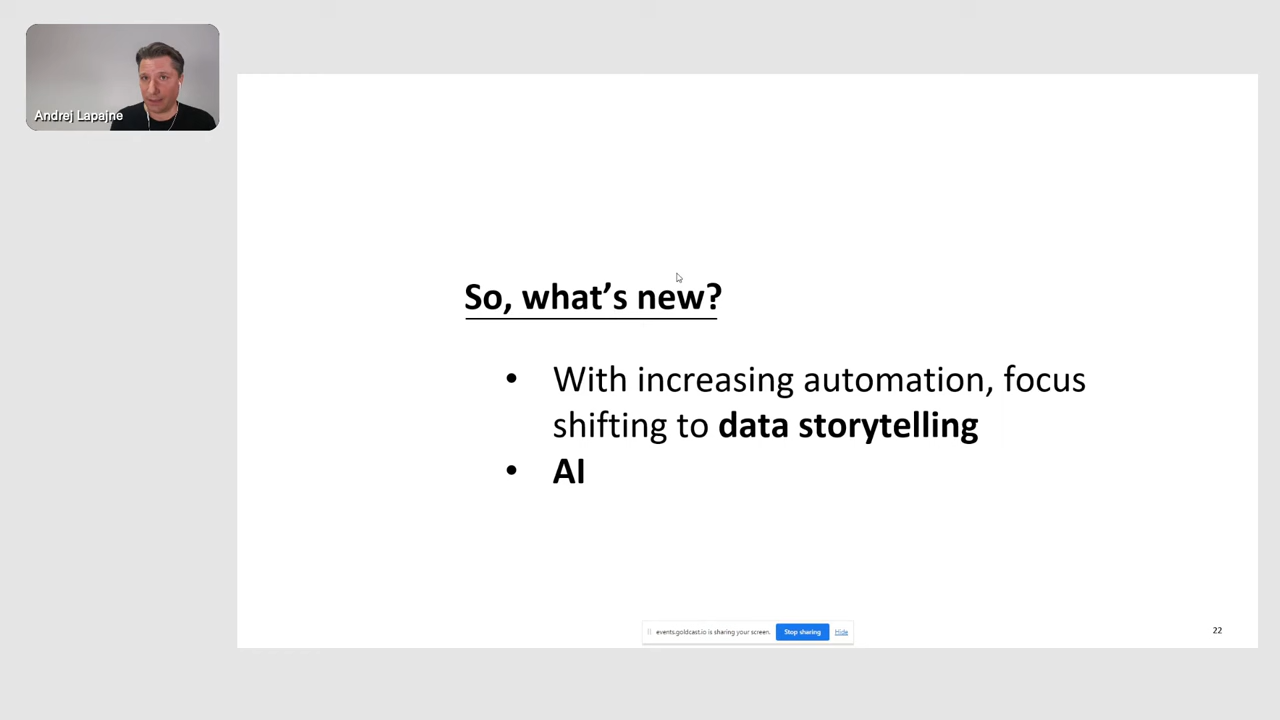 Andrej Lapajne
So, what's new?
• With increasing automation, focus
shifting to data storytelling
• AI
events.goldcast.io is sharing your screen.
Stop sharing
Hide
22